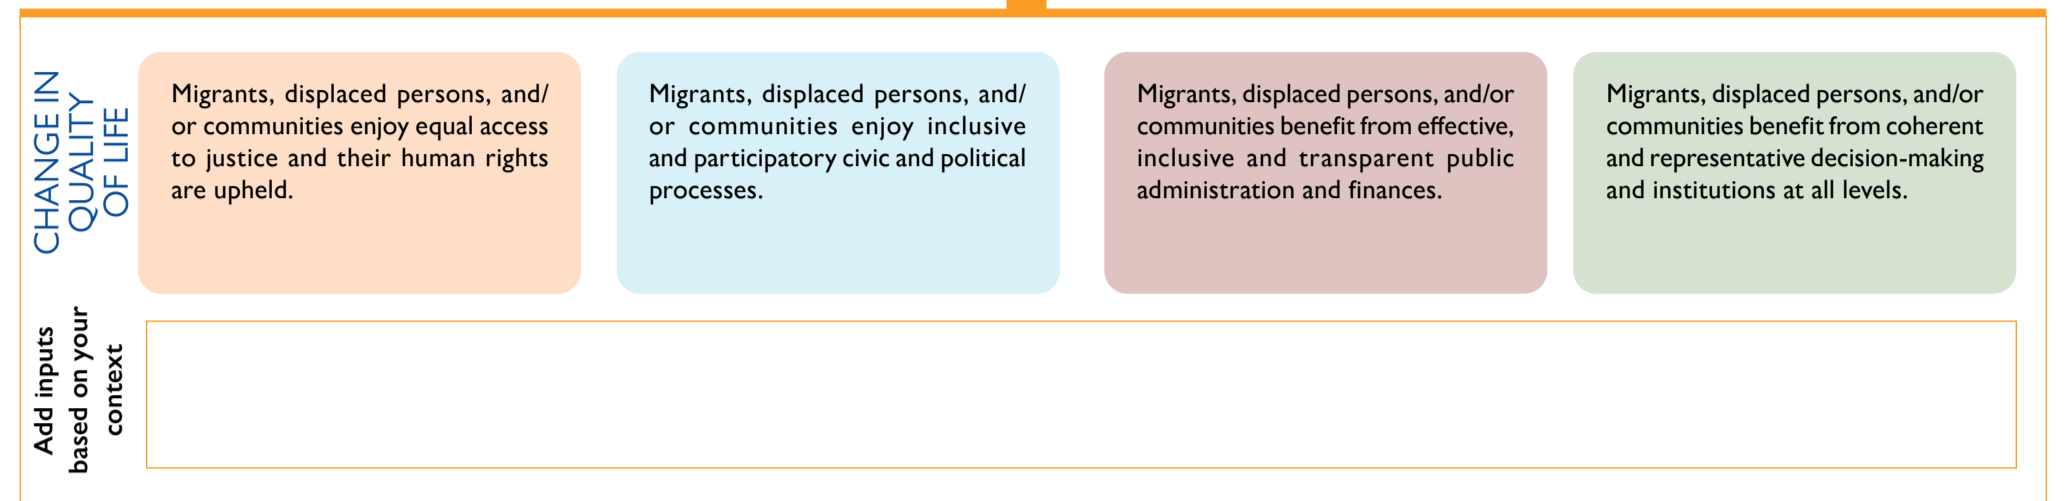 CHANGE IN
QUALITY
OF LIFE
Migrants, displaced persons, and/
or communities enjoy equal access
to justice and their human rights
are upheld.
Migrants, displaced persons, and/
or communities enjoy inclusive
and participatory civic and political
processes.
Migrants, displaced persons, and/or
communities benefit from effective,
inclusive and transparent public
administration and finances.
Migrants, displaced persons, and/or
communities benefit from coherent
and representative decision-making
and institutions at all levels.
Add inputs
based on your
context